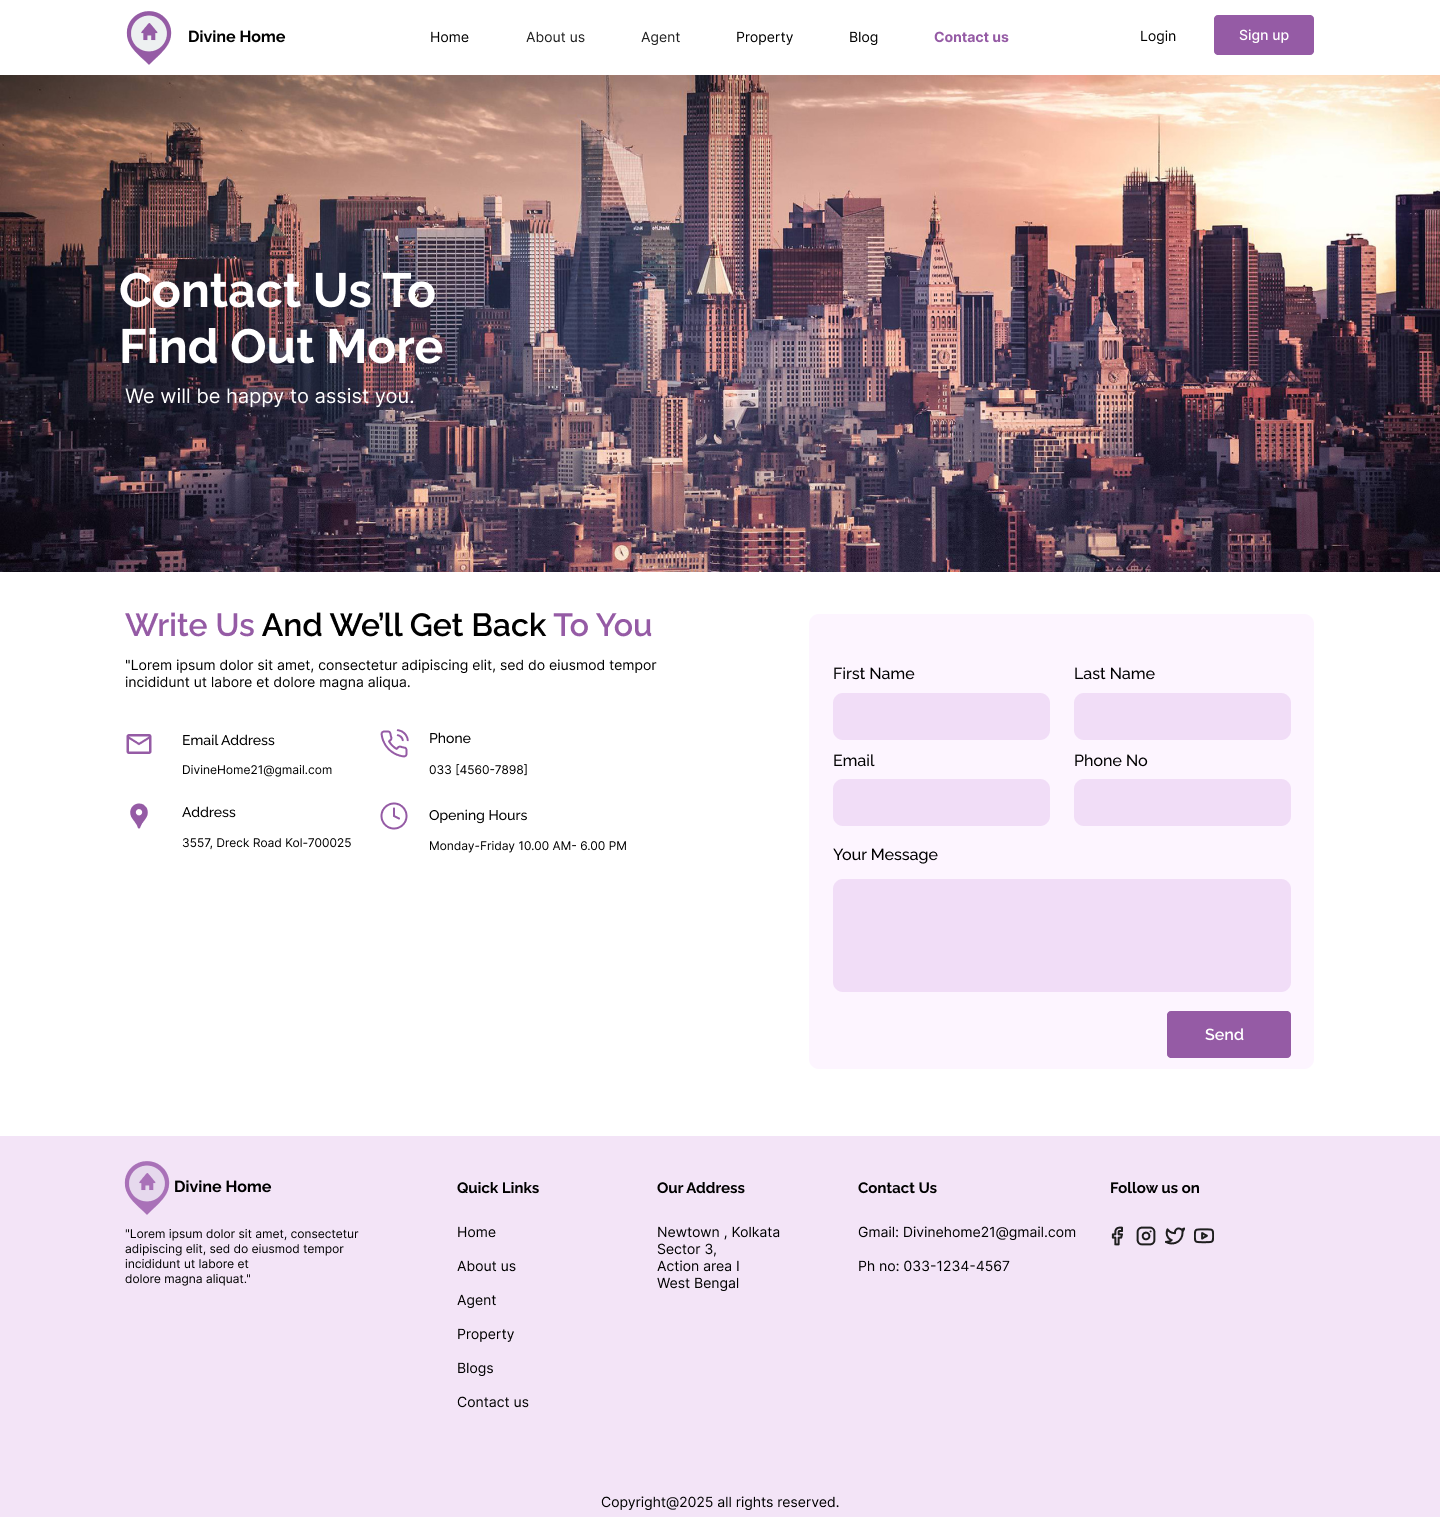 Divine Home
Home
About us
Agent
Property
Blog
Contact us
Login
Sign up
Contact Us To
Find Out More
We will be happy to assist you.
Write Us And We’ll Get Back To You
"Lorem ipsum dolor sit amet, consectetur adipiscing elit, sed do eiusmod tempor
incididunt ut labore et dolore magna aliqua.
Email Address
DivineHome21@gmail.com
Phone
033 [4560-7898]
Address
3557, Dreck Road Kol-700025
Opening Hours
Monday-Friday 10.00 AM- 6.00 PM
First Name
Last Name
Email
Phone No
Your Message
Send
Divine Home
"Lorem ipsum dolor sit amet, consectetur
adipiscing elit, sed do eiusmod tempor
incididunt ut labore et
dolore magna aliquat."
Quick Links
Home
About us
Agent
Property
Blogs
Contact us
Our Address
Newtown , Kolkata
Sector 3,
Action area I
West Bengal
Contact Us
Gmail: Divinehome21@gmail.com
Ph no: 033-1234-4567
Follow us on
Copyright@2025 all rights reserved.